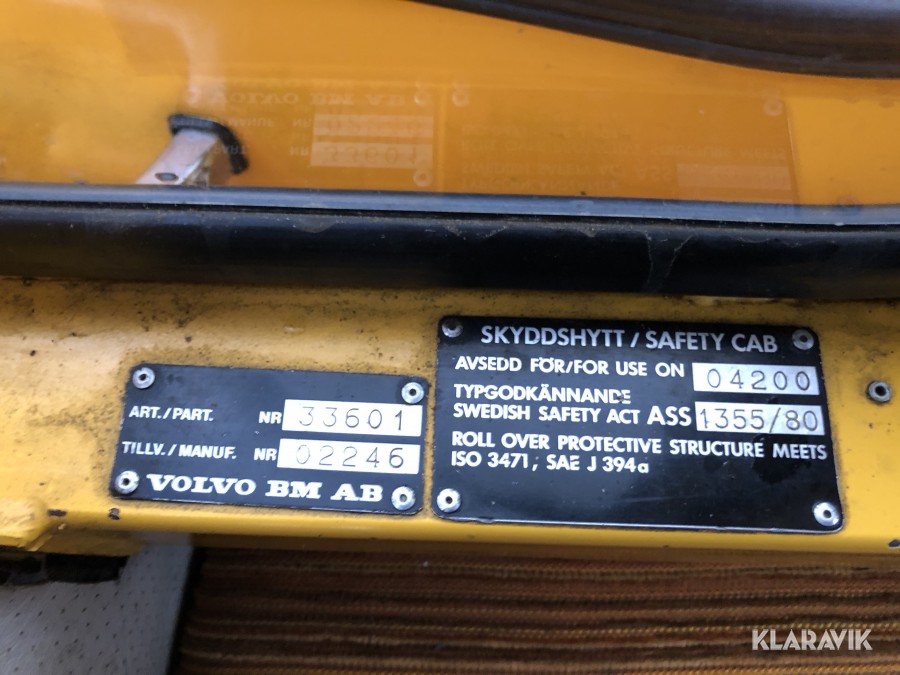 ART./PART. NR 33601
TILLV./MANUF. NR 02246
VOLVO BM AB
SKYDDSHYTT / SAFETY CAB
AVSEDD FÖR/FOR USE ON 04200
TYPGODKÄNNANDE
SWEDISH SAFETY ACT ASS 1355/80
ROLL OVER PROTECTIVE STRUCTURE MEETS
ISO 3471, SAE J 394a
KLARAVIK